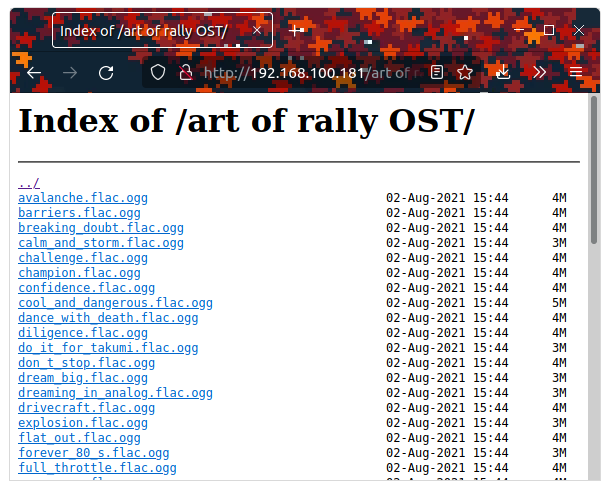 Index of /art of rally OST/
http://192.168.100.181/art of r
Index of /art of rally OST/
../
avalanche.flac.ogg 02-Aug-2021 15:44 4M
barriers.flac.ogg 02-Aug-2021 15:44 4M
breaking_doubt.flac.ogg 02-Aug-2021 15:44 4M
calm_and_storm.flac.ogg 02-Aug-2021 15:44 3M
challenge.flac.ogg 02-Aug-2021 15:44 4M
champion.flac.ogg 02-Aug-2021 15:44 4M
confidence.flac.ogg 02-Aug-2021 15:44 4M
cool_and_dangerous.flac.ogg 02-Aug-2021 15:44 5M
dance_with_death.flac.ogg 02-Aug-2021 15:44 4M
diligence.flac.ogg 02-Aug-2021 15:44 4M
do_it_for_takumi.flac.ogg 02-Aug-2021 15:44 3M
don_t_stop.flac.ogg 02-Aug-2021 15:44 4M
dream_big.flac.ogg 02-Aug-2021 15:44 3M
dreaming_in_analog.flac.ogg 02-Aug-2021 15:44 3M
drivecraft.flac.ogg 02-Aug-2021 15:44 4M
explosion.flac.ogg 02-Aug-2021 15:44 3M
flat_out.flac.ogg 02-Aug-2021 15:44 4M
forever_80_s.flac.ogg 02-Aug-2021 15:44 3M
full_throttle.flac.ogg 02-Aug-2021 15:44 4M